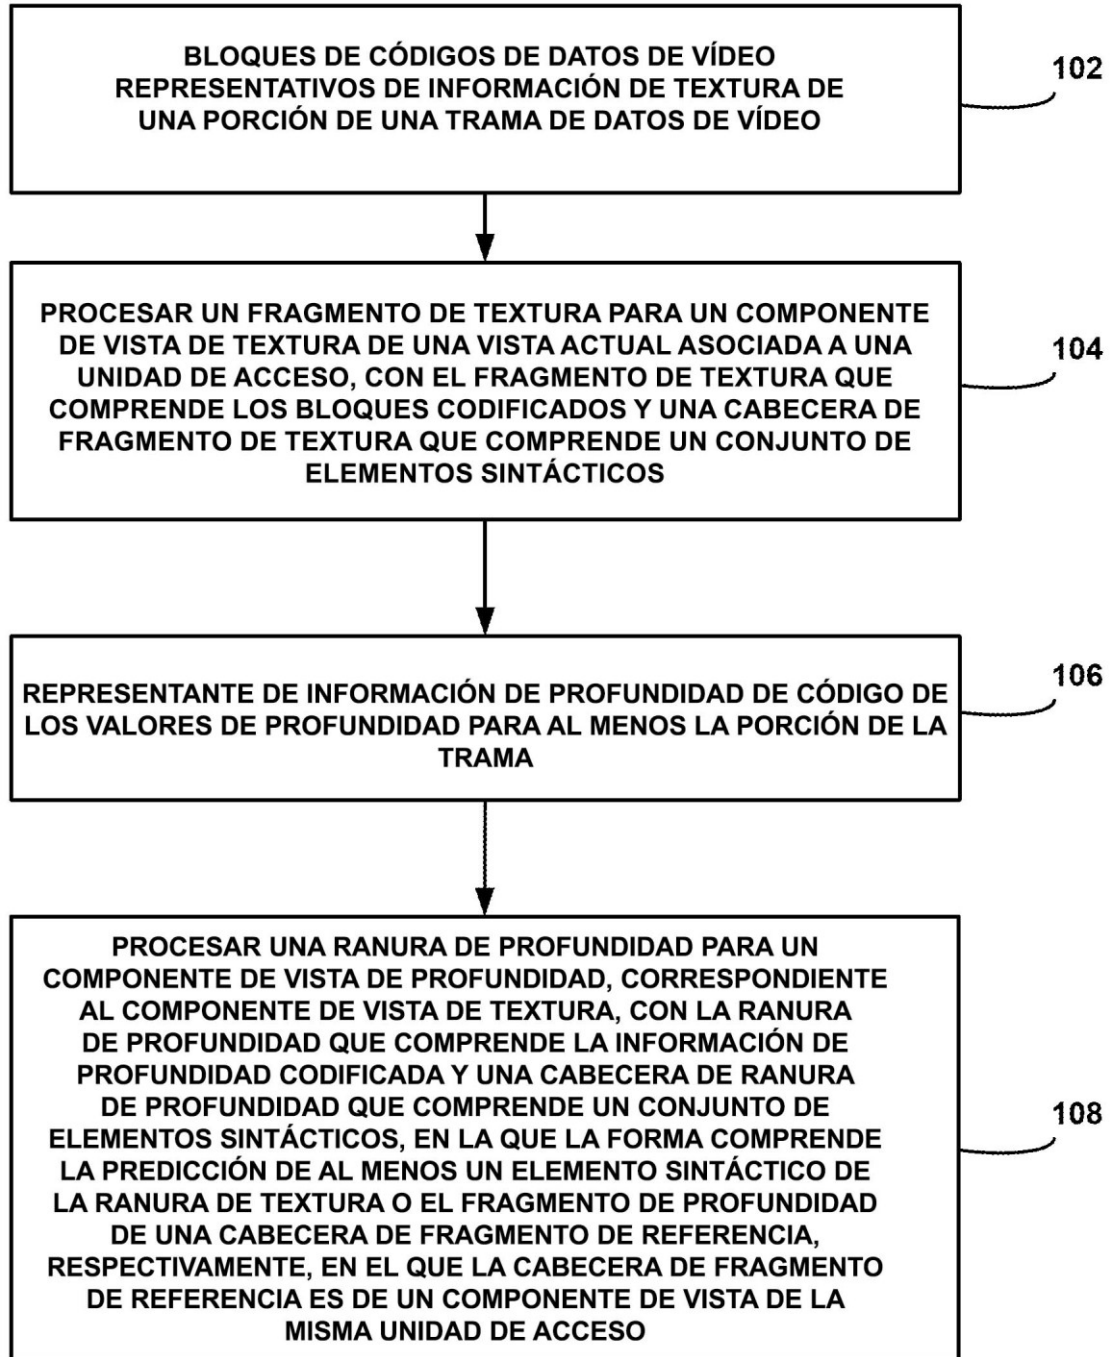 BLOQUES DE CÓDIGOS DE DATOS DE VÍDEO
REPRESENTATIVOS DE INFORMACIÓN DE TEXTURA DE
UNA PORCIÓN DE UNA TRAMA DE DATOS DE VÍDEO
102
PROCESAR UN FRAGMENTO DE TEXTURA PARA UN COMPONENTE
DE VISTA DE TEXTURA DE UNA VISTA ACTUAL ASOCIADA A UNA
UNIDAD DE ACCESO, CON EL FRAGMENTO DE TEXTURA QUE
COMPRENDE LOS BLOQUES CODIFICADOS Y UNA CABECERA DE
FRAGMENTO DE TEXTURA QUE COMPRENDE UN CONJUNTO DE
ELEMENTOS SINTÁCTICOS
104
REPRESENTANTE DE INFORMACIÓN DE PROFUNDIDAD DE CÓDIGO DE
LOS VALORES DE PROFUNDIDAD PARA AL MENOS LA PORCIÓN DE LA
TRAMA
106
PROCESAR UNA RANURA DE PROFUNDIDAD PARA UN
COMPONENTE DE VISTA DE PROFUNDIDAD, CORRESPONDIENTE
AL COMPONENTE DE VISTA DE TEXTURA, CON LA RANURA
DE PROFUNDIDAD QUE COMPRENDE LA INFORMACIÓN DE
PROFUNDIDAD CODIFICADA Y UNA CABECERA DE RANURA
DE PROFUNDIDAD QUE COMPRENDE UN CONJUNTO DE
ELEMENTOS SINTÁCTICOS, EN LA QUE LA FORMA COMPRENDE
LA PREDICCIÓN DE AL MENOS UN ELEMENTO SINTÁCTICO DE
LA RANURA DE TEXTURA O EL FRAGMENTO DE PROFUNDIDAD
DE UNA CABECERA DE FRAGMENTO DE REFERENCIA,
RESPECTIVAMENTE, EN EL QUE LA CABECERA DE FRAGMENTO
DE REFERENCIA ES DE UN COMPONENTE DE VISTA DE LA
MISMA UNIDAD DE ACCESO
108